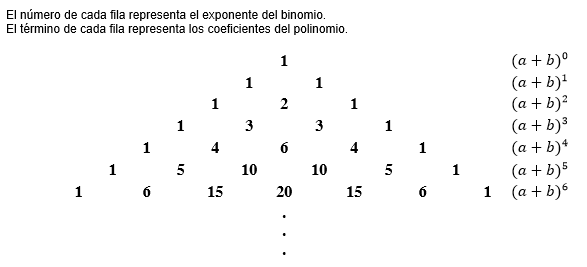 El número de cada fila representa el exponente del binomio.
El término de cada fila representa los coeficientes del polinomio.
1 (a + b)⁰
1 1 (a + b)¹
1 2 1 (a + b)²
1 3 3 1 (a + b)³
1 4 6 4 1 (a + b)⁴
1 5 10 10 5 1 (a + b)⁵
1 6 15 20 15 6 1 (a + b)⁶
.
.
.